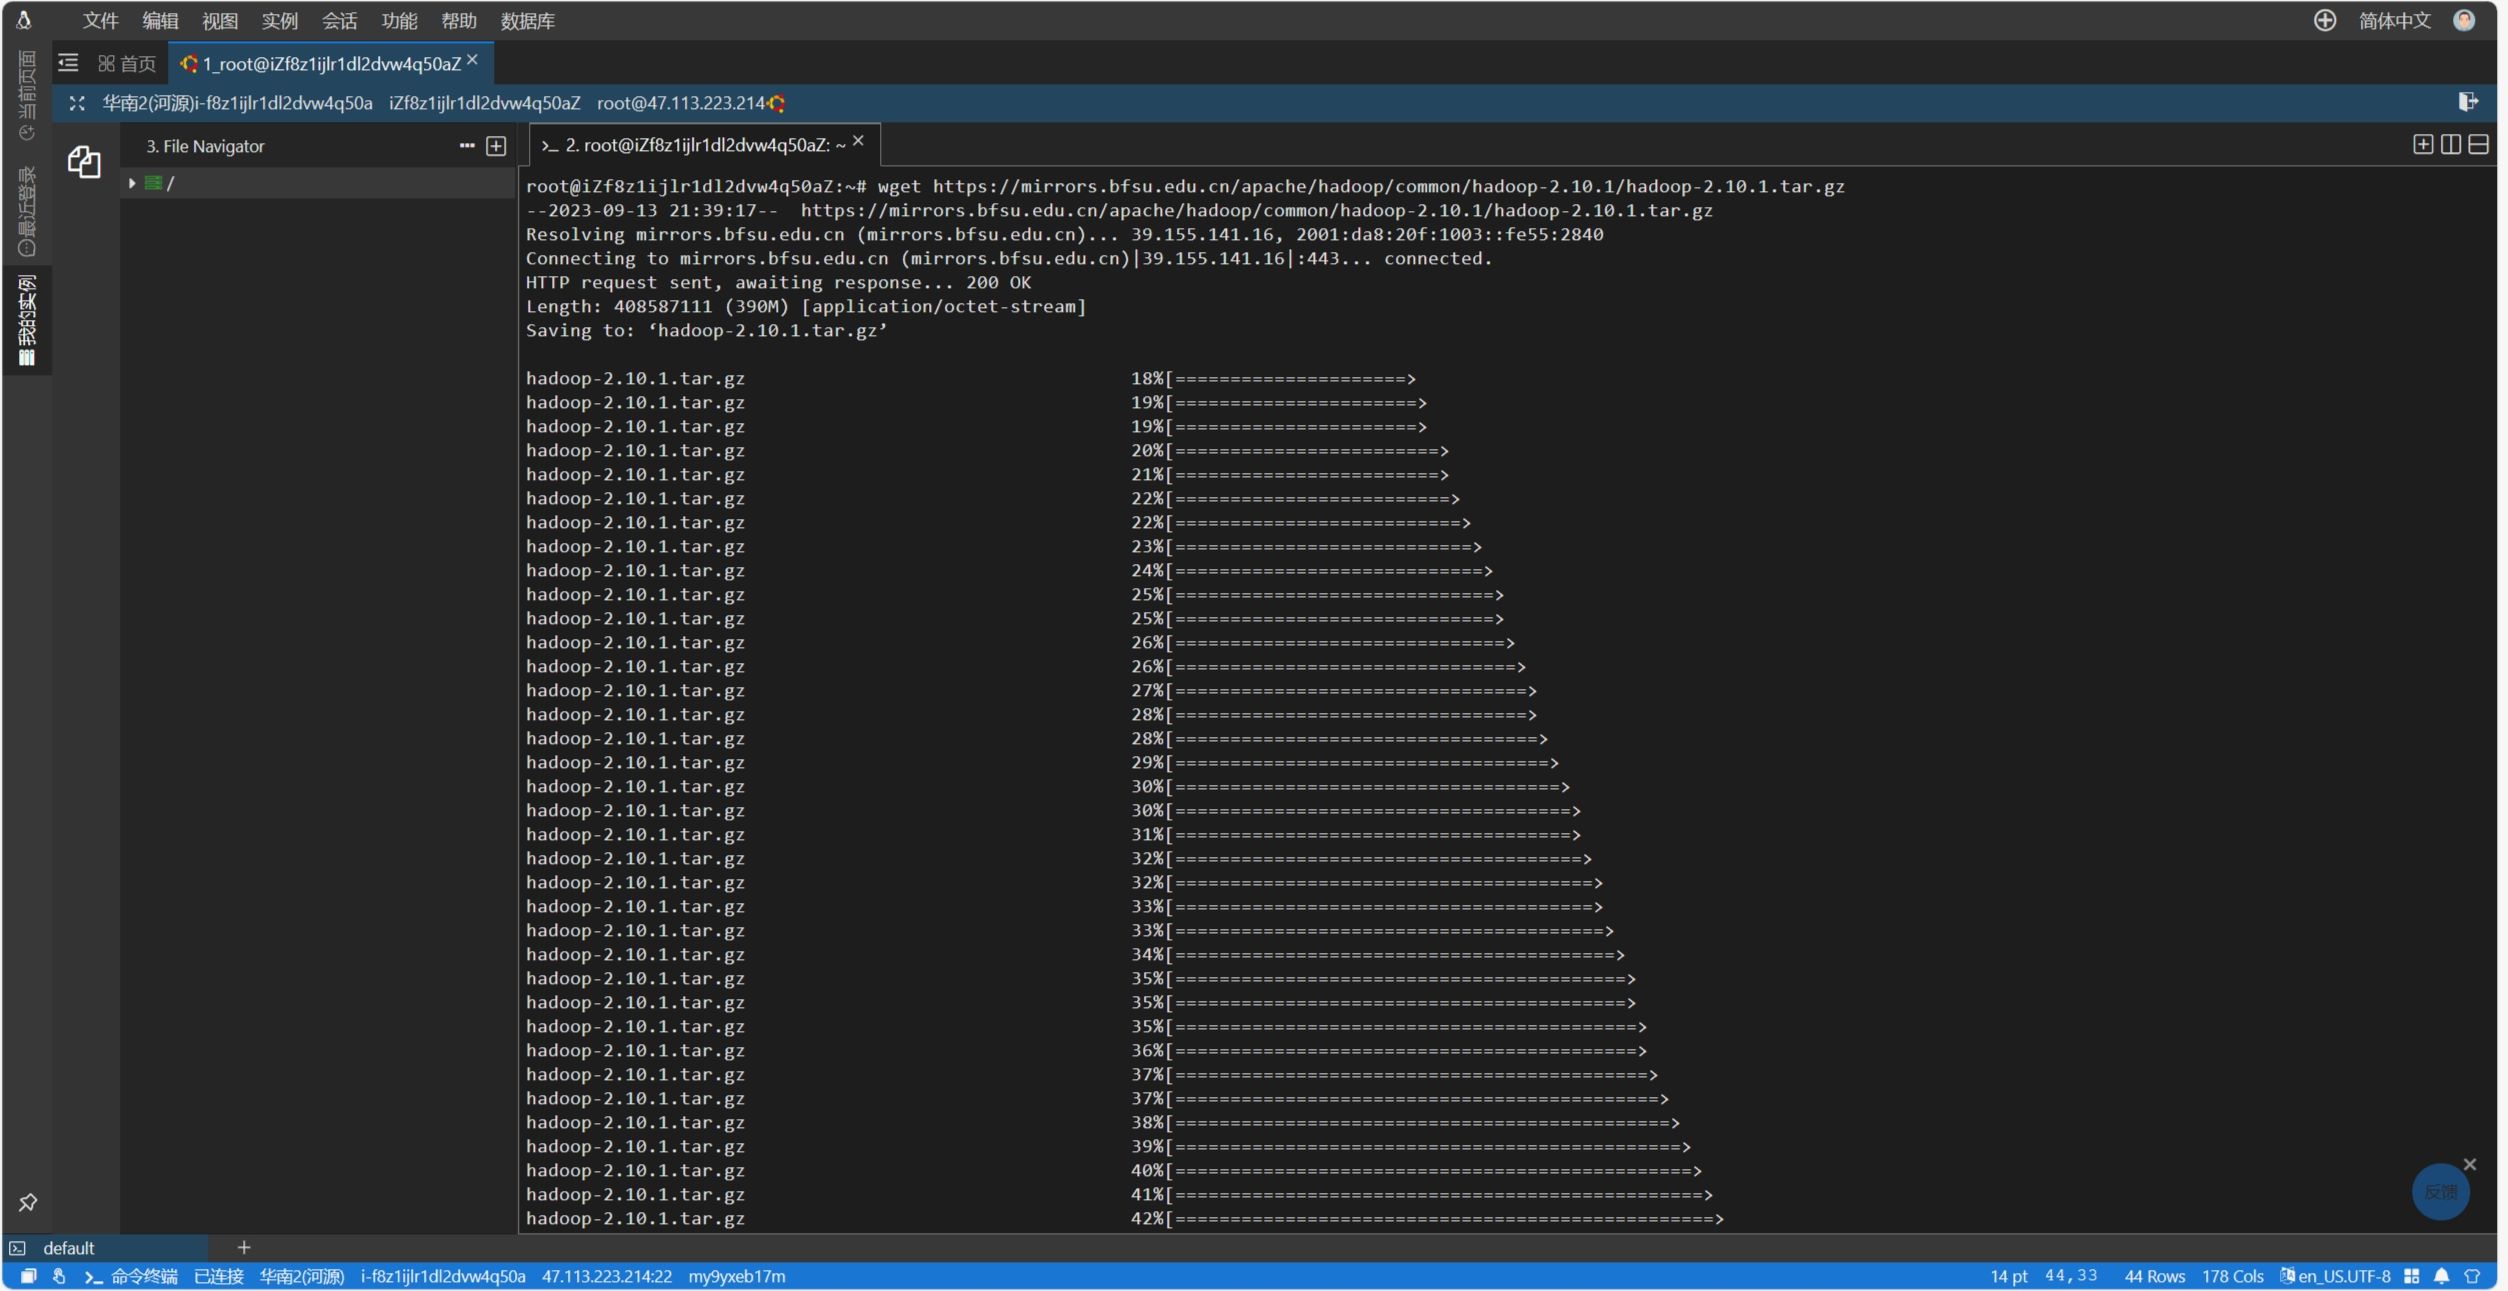 文件 编辑 视图 实例 会话 功能 帮助 数据库 简体中文
首页 1_root@iZf8z1ijlr1dl2dvw4q50aZ
华南2(河源)i-f8z1ijlr1dl2dvw4q50a iZf8z1ijlr1dl2dvw4q50aZ root@47.113.223.214
当前页面
最近登录
我的实例
3. File Navigator
/
>_ 2. root@iZf8z1ijlr1dl2dvw4q50aZ: ~
root@iZf8z1ijlr1dl2dvw4q50aZ:~# wget https://mirrors.bfsu.edu.cn/apache/hadoop/common/hadoop-2.10.1/hadoop-2.10.1.tar.gz
--2023-09-13 21:39:17--  https://mirrors.bfsu.edu.cn/apache/hadoop/common/hadoop-2.10.1/hadoop-2.10.1.tar.gz
Resolving mirrors.bfsu.edu.cn (mirrors.bfsu.edu.cn)... 39.155.141.16, 2001:da8:20f:1003::fe55:2840
Connecting to mirrors.bfsu.edu.cn (mirrors.bfsu.edu.cn)|39.155.141.16|:443... connected.
HTTP request sent, awaiting response... 200 OK
Length: 408587111 (390M) [application/octet-stream]
Saving to: ‘hadoop-2.10.1.tar.gz’
hadoop-2.10.1.tar.gz 18%[=====================>
hadoop-2.10.1.tar.gz 19%[======================>
hadoop-2.10.1.tar.gz 19%[======================>
hadoop-2.10.1.tar.gz 20%[========================>
hadoop-2.10.1.tar.gz 21%[========================>
hadoop-2.10.1.tar.gz 22%[=========================>
hadoop-2.10.1.tar.gz 22%[==========================>
hadoop-2.10.1.tar.gz 23%[===========================>
hadoop-2.10.1.tar.gz 24%[============================>
hadoop-2.10.1.tar.gz 25%[=============================>
hadoop-2.10.1.tar.gz 25%[=============================>
hadoop-2.10.1.tar.gz 26%[==============================>
hadoop-2.10.1.tar.gz 26%[===============================>
hadoop-2.10.1.tar.gz 27%[================================>
hadoop-2.10.1.tar.gz 28%[================================>
hadoop-2.10.1.tar.gz 28%[=================================>
hadoop-2.10.1.tar.gz 29%[==================================>
hadoop-2.10.1.tar.gz 30%[===================================>
hadoop-2.10.1.tar.gz 30%[====================================>
hadoop-2.10.1.tar.gz 31%[====================================>
hadoop-2.10.1.tar.gz 32%[=====================================>
hadoop-2.10.1.tar.gz 32%[======================================>
hadoop-2.10.1.tar.gz 33%[======================================>
hadoop-2.10.1.tar.gz 33%[=======================================>
hadoop-2.10.1.tar.gz 34%[========================================>
hadoop-2.10.1.tar.gz 35%[=========================================>
hadoop-2.10.1.tar.gz 35%[=========================================>
hadoop-2.10.1.tar.gz 35%[==========================================>
hadoop-2.10.1.tar.gz 36%[==========================================>
hadoop-2.10.1.tar.gz 37%[===========================================>
hadoop-2.10.1.tar.gz 37%[============================================>
hadoop-2.10.1.tar.gz 38%[=============================================>
hadoop-2.10.1.tar.gz 39%[==============================================>
hadoop-2.10.1.tar.gz 40%[===============================================>
hadoop-2.10.1.tar.gz 41%[================================================>
hadoop-2.10.1.tar.gz 42%[=================================================>
反馈
default
命令终端 已连接 华南2(河源) i-f8z1ijlr1dl2dvw4q50a 47.113.223.214:22 my9yxeb17m 14 pt 44,33 44 Rows 178 Cols en_US.UTF-8